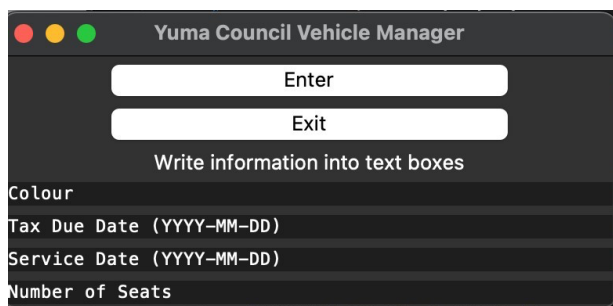 Yuma Council Vehicle Manager
Enter
Exit
Write information into text boxes
Colour
Tax Due Date (YYYY-MM-DD)
Service Date (YYYY-MM-DD)
Number of Seats